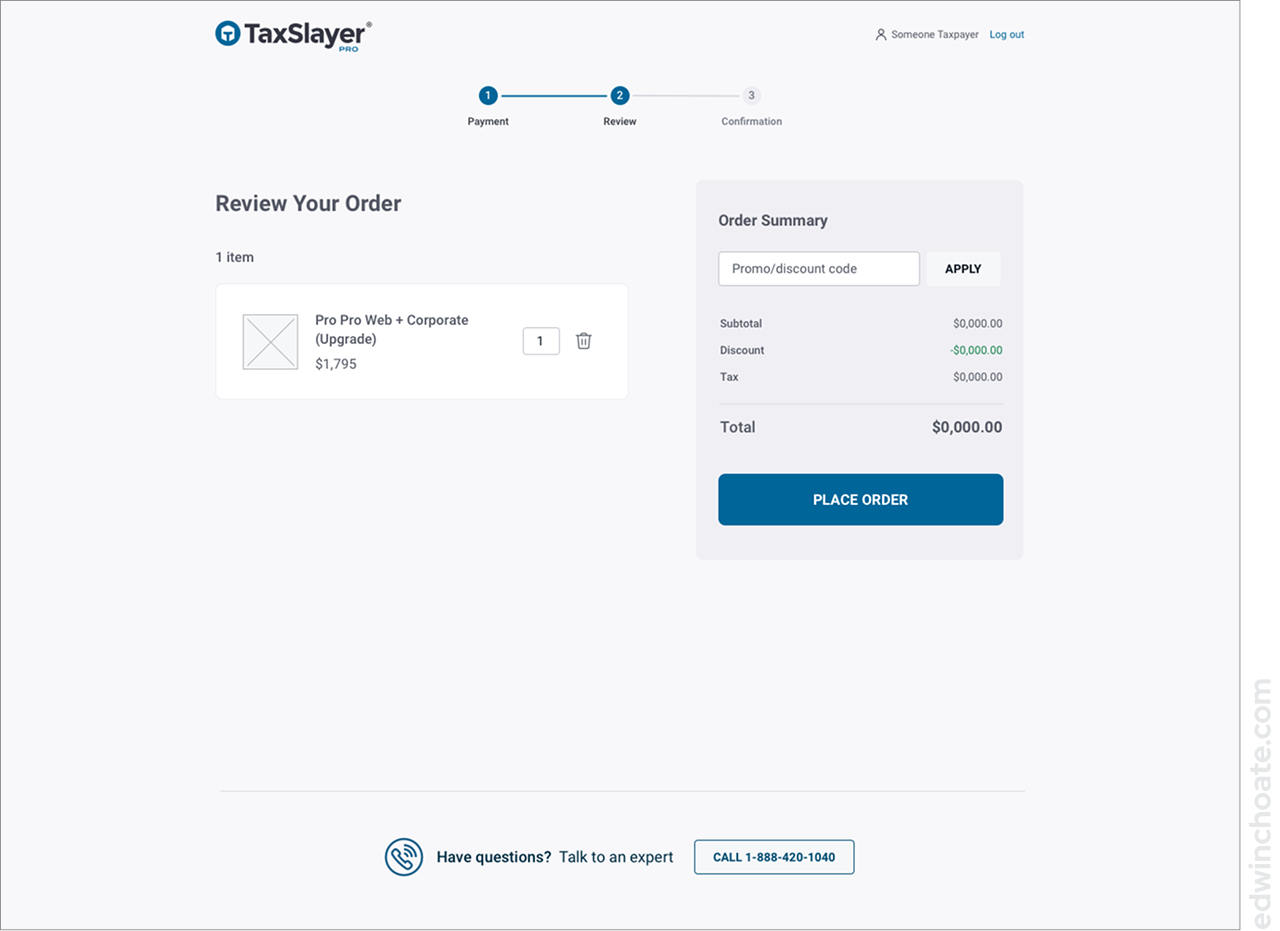 TaxSlayer®
PRO
Someone Taxpayer Log out
1 2 3
Payment Review Confirmation
Review Your Order
1 item
Pro Pro Web + Corporate
(Upgrade)
$1,795
1
Order Summary
Promo/discount code APPLY
Subtotal $0,000.00
Discount -$0,000.00
Tax $0,000.00
Total $0,000.00
PLACE ORDER
Have questions? Talk to an expert CALL 1-888-420-1040
edwinchoate.com